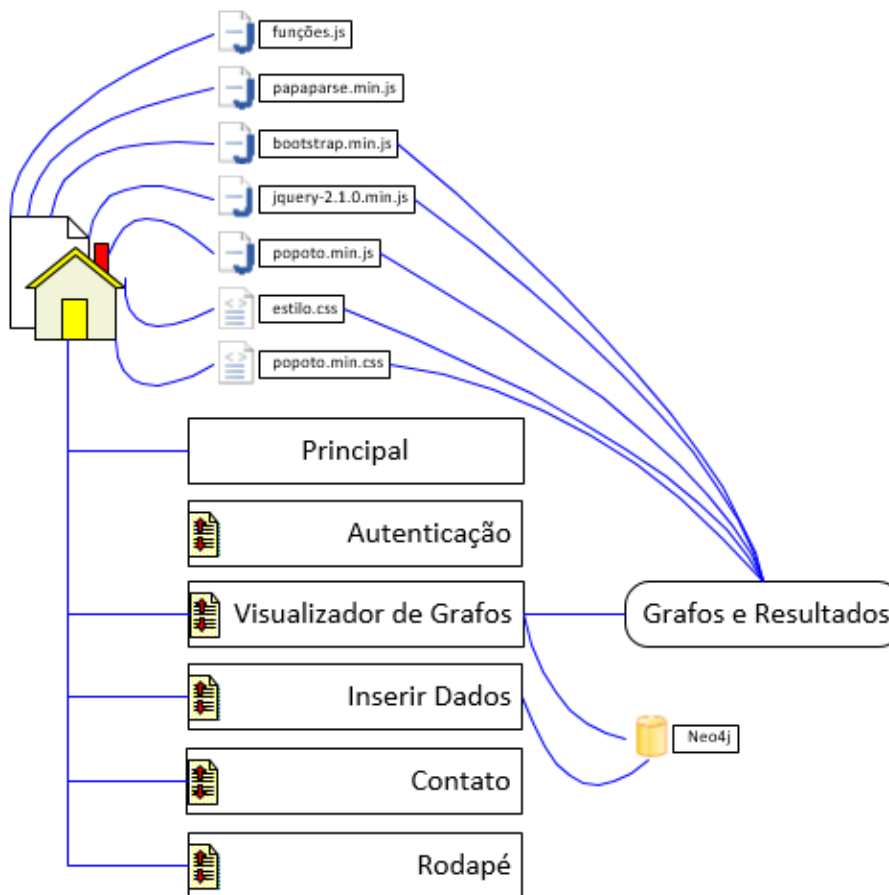 funções.js
papaparse.min.js
bootstrap.min.js
jquery-2.1.0.min.js
popoto.min.js
estilo.css
popoto.min.css
Principal
Autenticação
Visualizador de Grafos
Grafos e Resultados
Inserir Dados
Neo4j
Contato
Rodapé